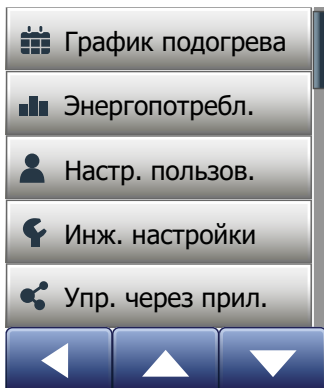 График подогрева
Энергопотребл.
Настр. пользов.
Инж. настройки
Упр. через прил.